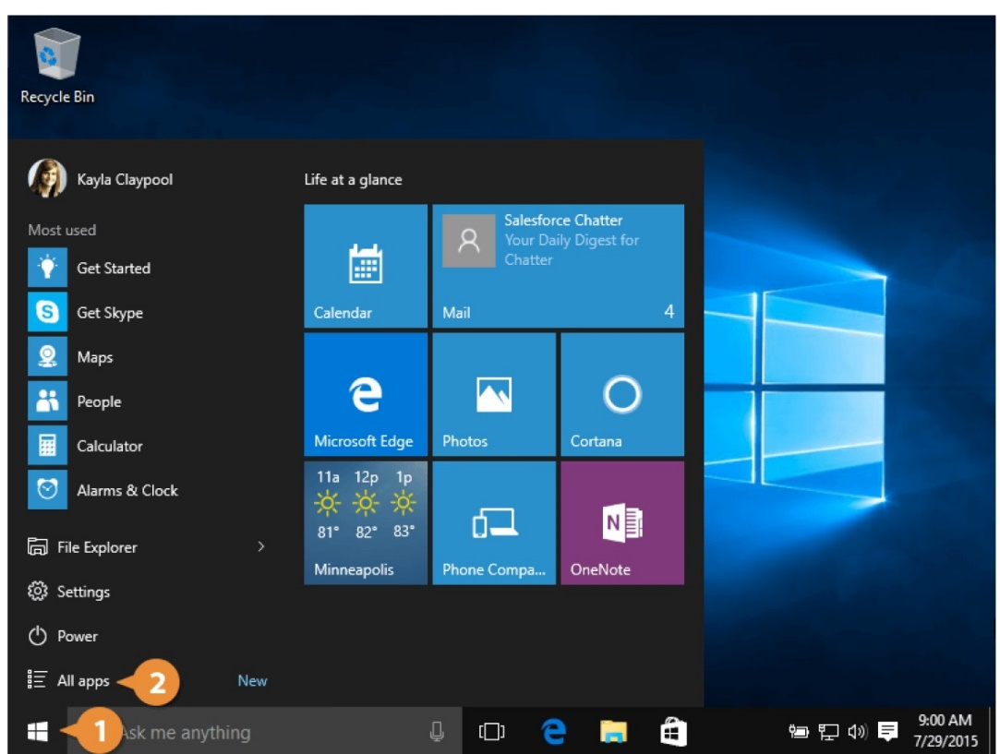 Recycle Bin
Kayla Claypool
Life at a glance
Most used
Get Started
Get Skype
Maps
People
Calculator
Alarms & Clock
File Explorer
Settings
Power
All apps
2
New
Calendar
Salesforce Chatter
Your Daily Digest for
Chatter
Mail
4
Microsoft Edge
Photos
Cortana
11a 12p 1p
81° 82° 83°
Minneapolis
Phone Compa...
OneNote
N
1
Ask me anything
9:00 AM
7/29/2015